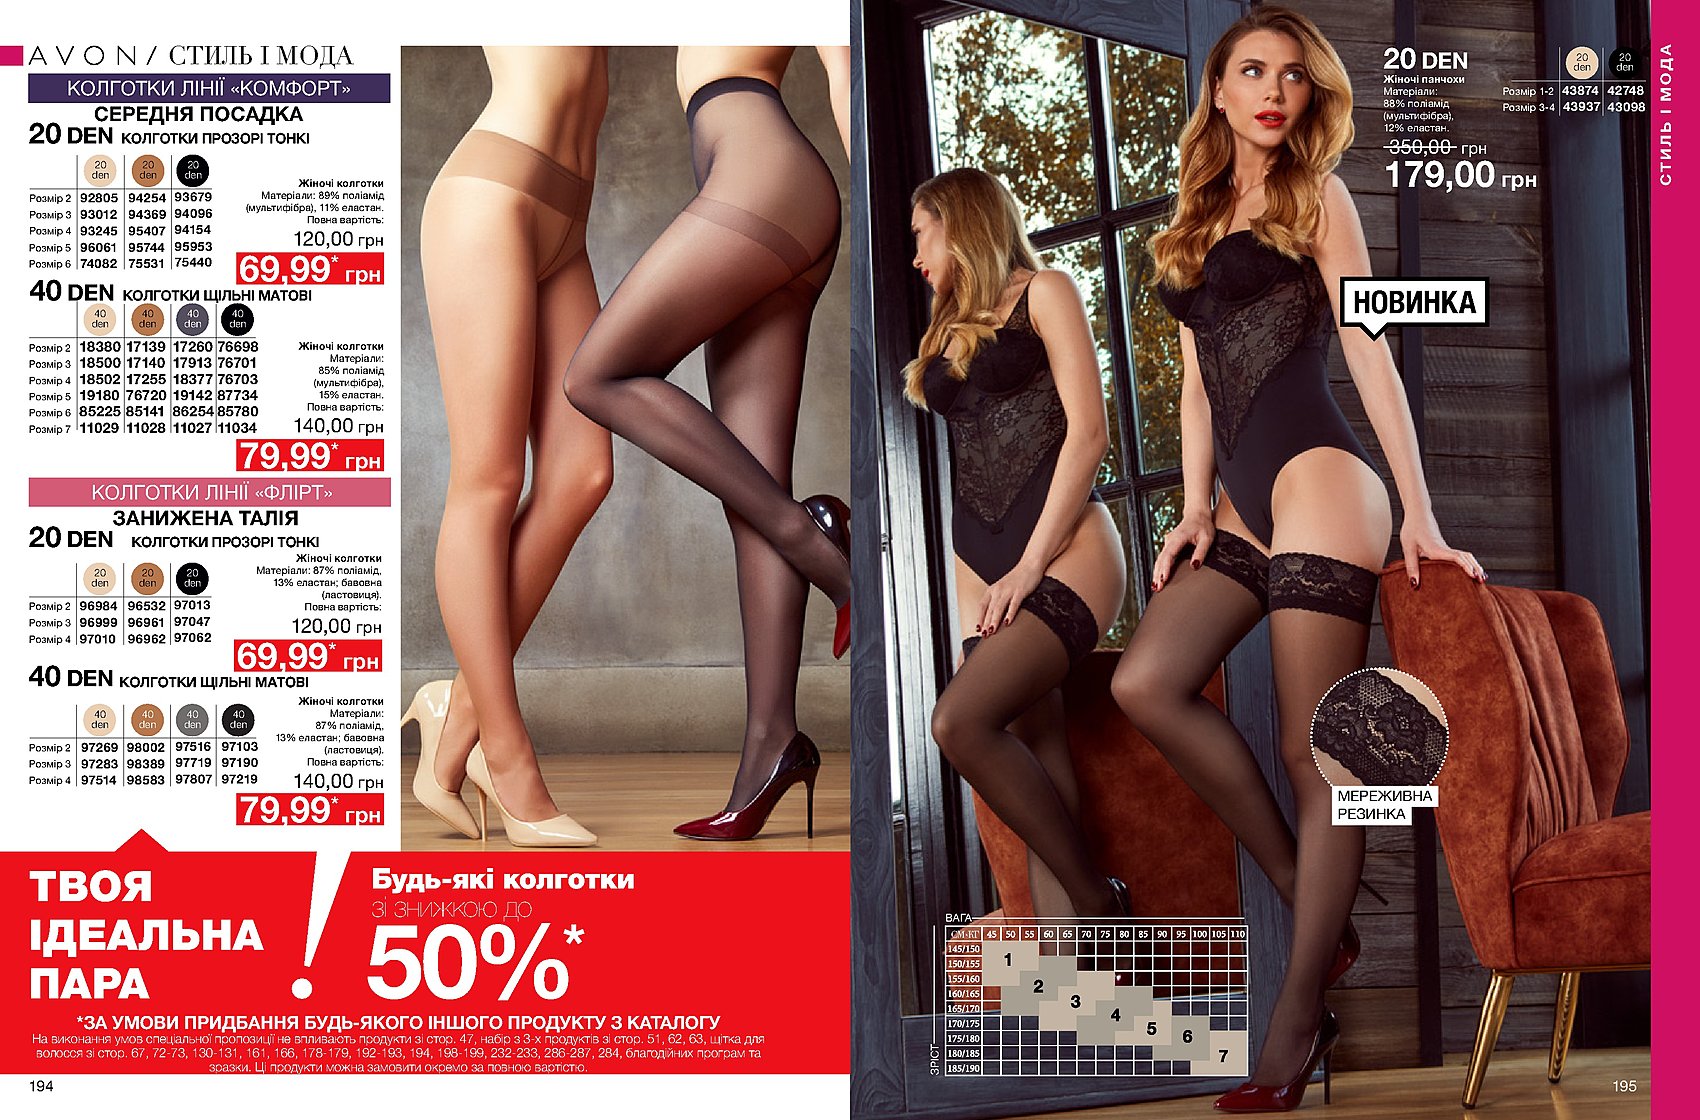 AVON / СТИЛЬ І МОДА
КОЛГОТКИ ЛІНІЇ «КОМФОРТ»
СЕРЕДНЯ ПОСАДКА
20 DEN КОЛГОТКИ ПРОЗОРІ ТОНКІ
20 den 20 den 20 den
Розмір 2 92805 94254 93679
Розмір 3 93012 94369 94096
Розмір 4 93245 95407 94154
Розмір 5 96061 95744 95953
Розмір 6 74082 75531 75440
Жіночі колготки
Матеріали: 89% поліамід
(мультифібра), 11% еластан.
Повна вартість:
120,00 грн
69,99* грн
40 DEN КОЛГОТКИ ЩІЛЬНІ МАТОВІ
40 den 40 den 40 den 40 den
Розмір 2 18380 17139 17260 76698
Розмір 3 18500 17140 17913 76701
Розмір 4 18502 17255 18377 76703
Розмір 5 19180 76720 19142 87734
Розмір 6 85225 85141 86254 85780
Розмір 7 11029 11028 11027 11034
Жіночі колготки
Матеріали:
85% поліамід
(мультифібра),
15% еластан.
Повна вартість:
140,00 грн
79,99* грн
КОЛГОТКИ ЛІНІЇ «ФЛІРТ»
ЗАНИЖЕНА ТАЛІЯ
20 DEN КОЛГОТКИ ПРОЗОРІ ТОНКІ
20 den 20 den 20 den
Розмір 2 96984 96532 97013
Розмір 3 96999 96961 97047
Розмір 4 97010 96962 97062
Жіночі колготки
Матеріали: 87% поліамід,
13% еластан; бавовна
(ластовиця).
Повна вартість:
120,00 грн
69,99* грн
40 DEN КОЛГОТКИ ЩІЛЬНІ МАТОВІ
40 den 40 den 40 den 40 den
Розмір 2 97269 98002 97516 97103
Розмір 3 97283 98389 97719 97190
Розмір 4 97514 98583 97807 97219
Жіночі колготки
Матеріали:
87% поліамід,
13% еластан; бавовна
(ластовиця).
Повна вартість:
140,00 грн
79,99* грн
ТВОЯ
ІДЕАЛЬНА
ПАРА
!
Будь-які колготки
ЗІ ЗНИЖКОЮ ДО
50%*
*ЗА УМОВИ ПРИДБАННЯ БУДЬ-ЯКОГО ІНШОГО ПРОДУКТУ З КАТАЛОГУ
На виконання умов спеціальної пропозиції не впливають продукти зі стор. 47, набір з 3-х продуктів зі стор. 51, 62, 63, щітка для
волосся зі стор. 67, 72-73, 130-131, 161, 166, 178-179, 192-193, 194, 198-199, 232-233, 286-287, 284, благодійних програм та
зразки. Ці продукти можна замовити окремо за повною вартістю.
194
20 DEN
Жіночі панчохи
Матеріали:
88% поліамід
(мультифібра),
12% еластан.
350,00 грн
179,00 грн
20 den 20 den
Розмір 1-2 43874 42748
Розмір 3-4 43937 43098
СТИЛЬ І МОДА
НОВИНКА
МЕРЕЖИВНА
РЕЗИНКА
ВАГА
СМ-КГ 45 50 55 60 65 70 75 80 85 90 95 100 105 110
145/150
150/155 1
155/160
160/165 2
165/170 3
170/175 4
175/180 5 6
180/185 7
185/190
ЗРІСТ
195